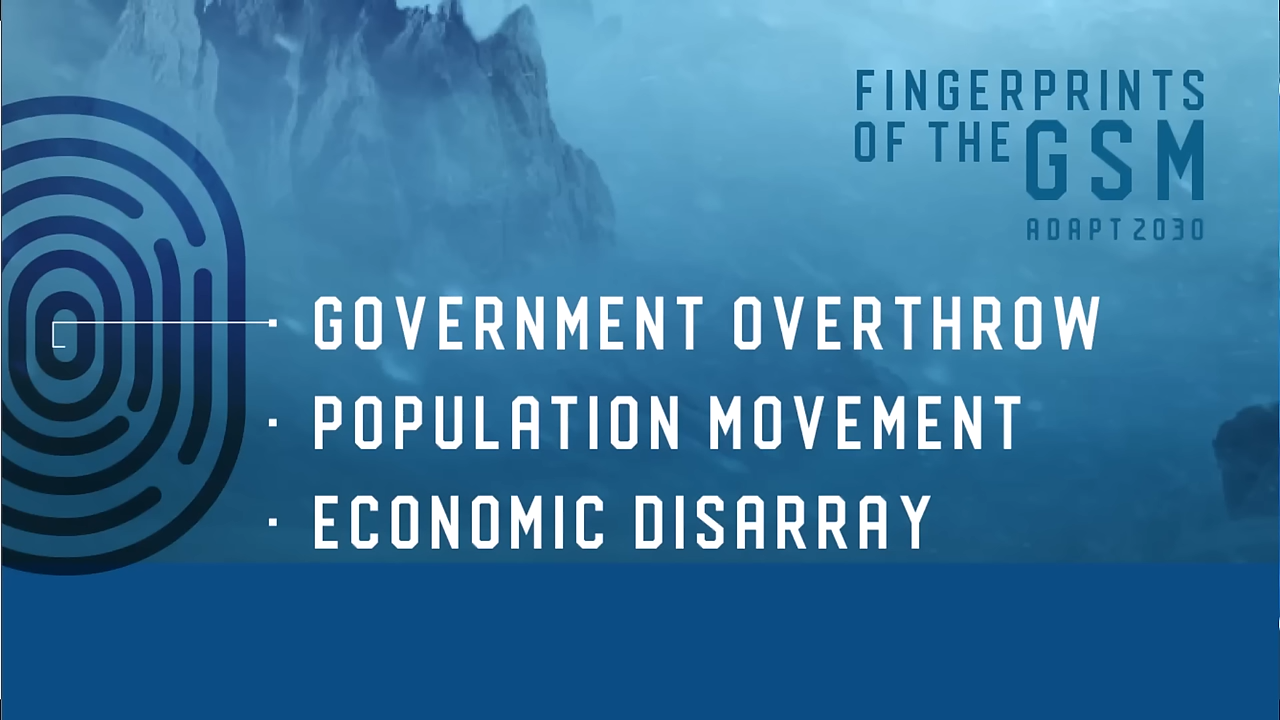 FINGERPRINTS
OF THE GSM
ADAPT 2030
· GOVERNMENT OVERTHROW
· POPULATION MOVEMENT
· ECONOMIC DISARRAY